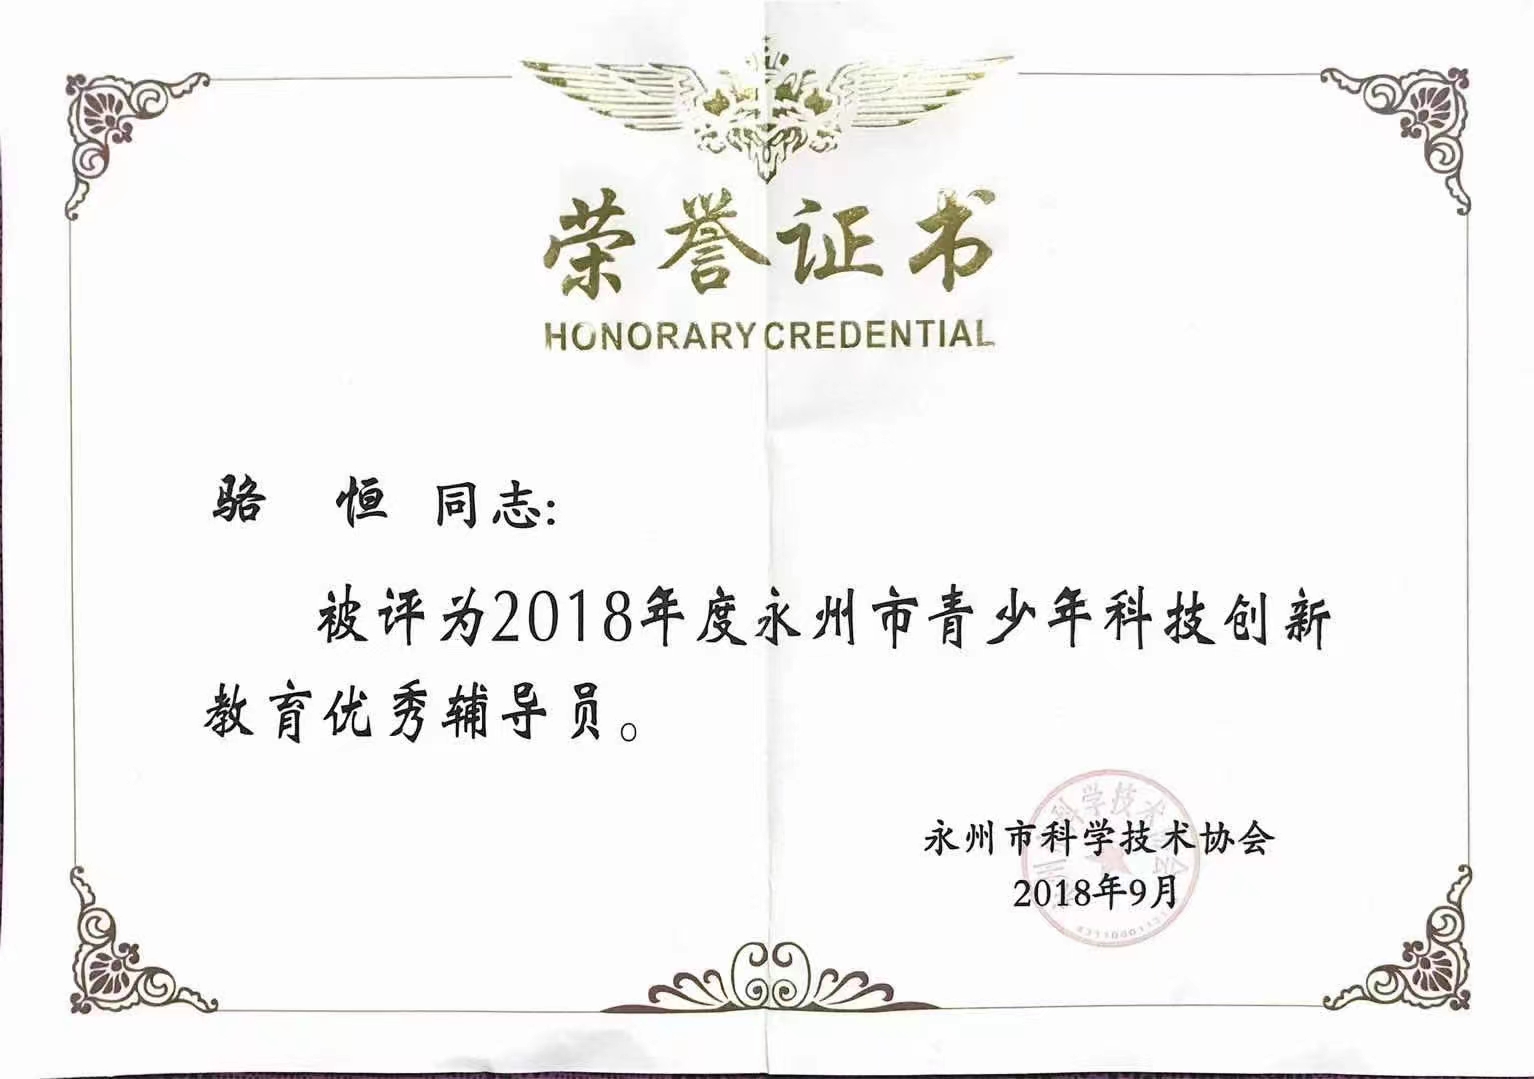 荣誉证书
HONORARY CREDENTIAL
骆 恒 同志:
被评为2018年度永州市青少年科技创新
教育优秀辅导员。
永州市科学技术协会
2018年9月